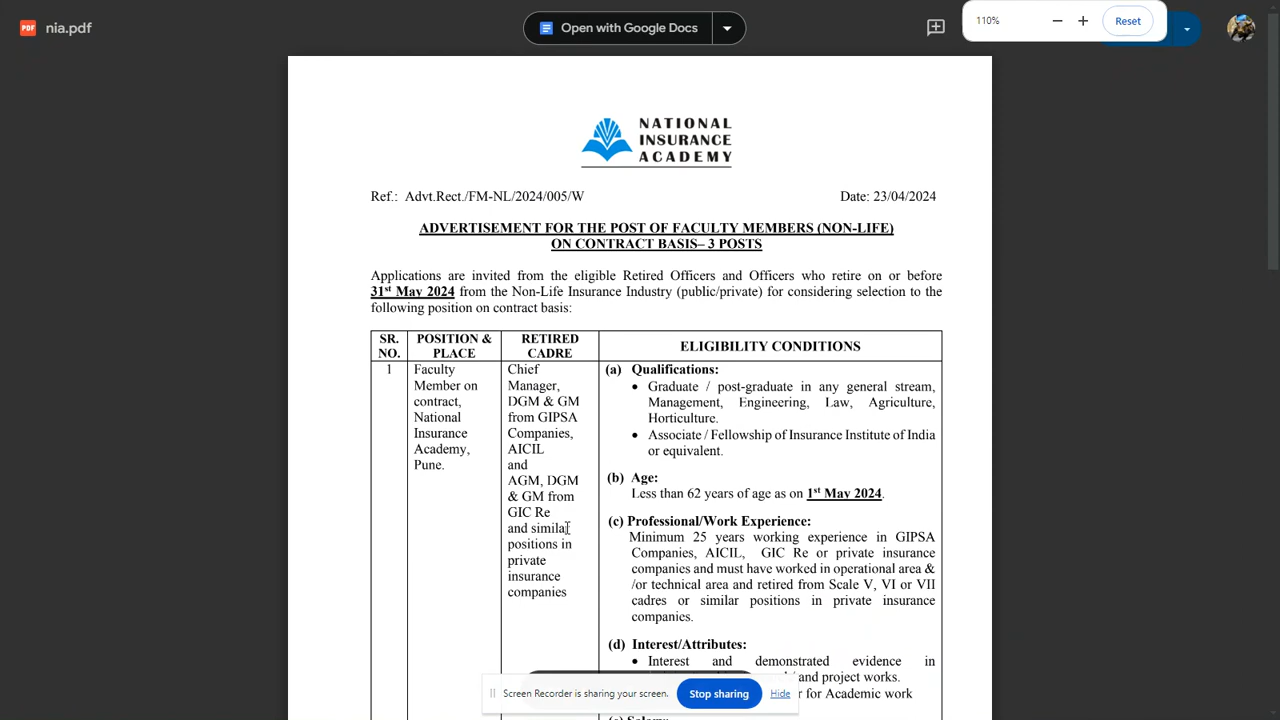 nia.pdf
Open with Google Docs
110%
Reset
NATIONAL
INSURANCE
ACADEMY
Ref.: Advt.Rect./FM-NL/2024/005/W Date: 23/04/2024
ADVERTISEMENT FOR THE POST OF FACULTY MEMBERS (NON-LIFE)
ON CONTRACT BASIS– 3 POSTS
Applications are invited from the eligible Retired Officers and Officers who retire on or before
31st May 2024 from the Non-Life Insurance Industry (public/private) for considering selection to the
following position on contract basis:
SR.
NO.
POSITION &
PLACE
RETIRED
CADRE
ELIGIBILITY CONDITIONS
1
Faculty
Member on
contract,
National
Insurance
Academy,
Pune.
Chief
Manager,
DGM & GM
from GIPSA
Companies,
AICIL
and
AGM, DGM
& GM from
GIC Re
and similar
positions in
private
insurance
companies
(a) Qualifications:
• Graduate / post-graduate in any general stream,
Management, Engineering, Law, Agriculture,
Horticulture.
• Associate / Fellowship of Insurance Institute of India
or equivalent.
(b) Age:
Less than 62 years of age as on 1st May 2024.
(c) Professional/Work Experience:
Minimum 25 years working experience in GIPSA
Companies, AICIL, GIC Re or private insurance
companies and must have worked in operational area &
/or technical area and retired from Scale V, VI or VII
cadres or similar positions in private insurance
companies.
(d) Interest/Attributes:
• Interest and demonstrated evidence in
and project works.
for Academic work
Screen Recorder is sharing your screen.
Stop sharing
Hide